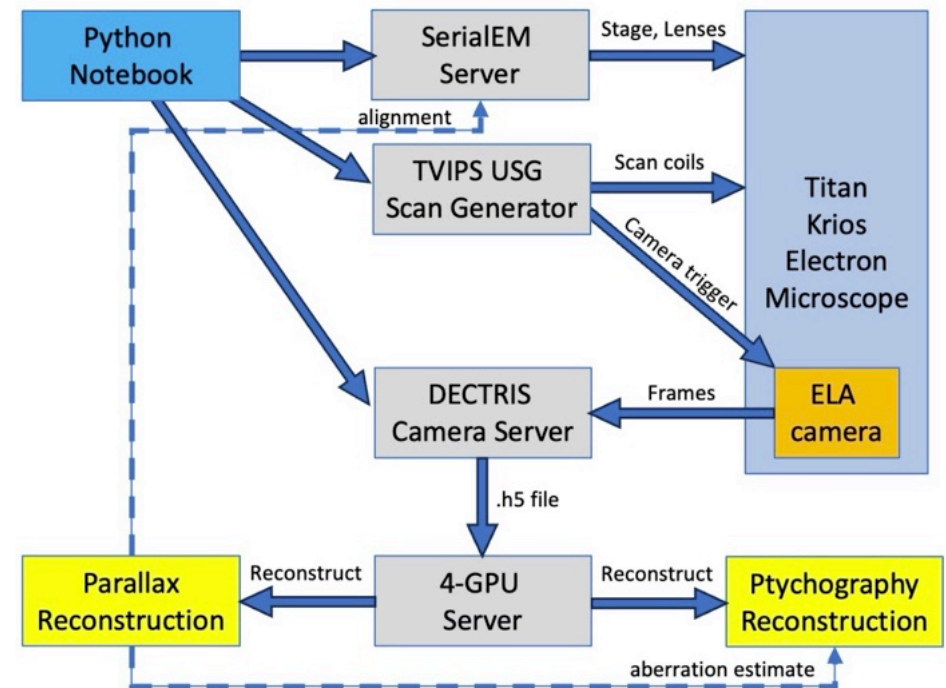 Python
Notebook
SerialEM
Server
Stage, Lenses
alignment
TVIPS USG
Scan Generator
Scan coils
Camera trigger
Titan
Krios
Electron
Microscope
DECTRIS
Camera Server
Frames
ELA
camera
.h5 file
Parallax
Reconstruction
Reconstruct
4-GPU
Server
Reconstruct
Ptychography
Reconstruction
aberration estimate